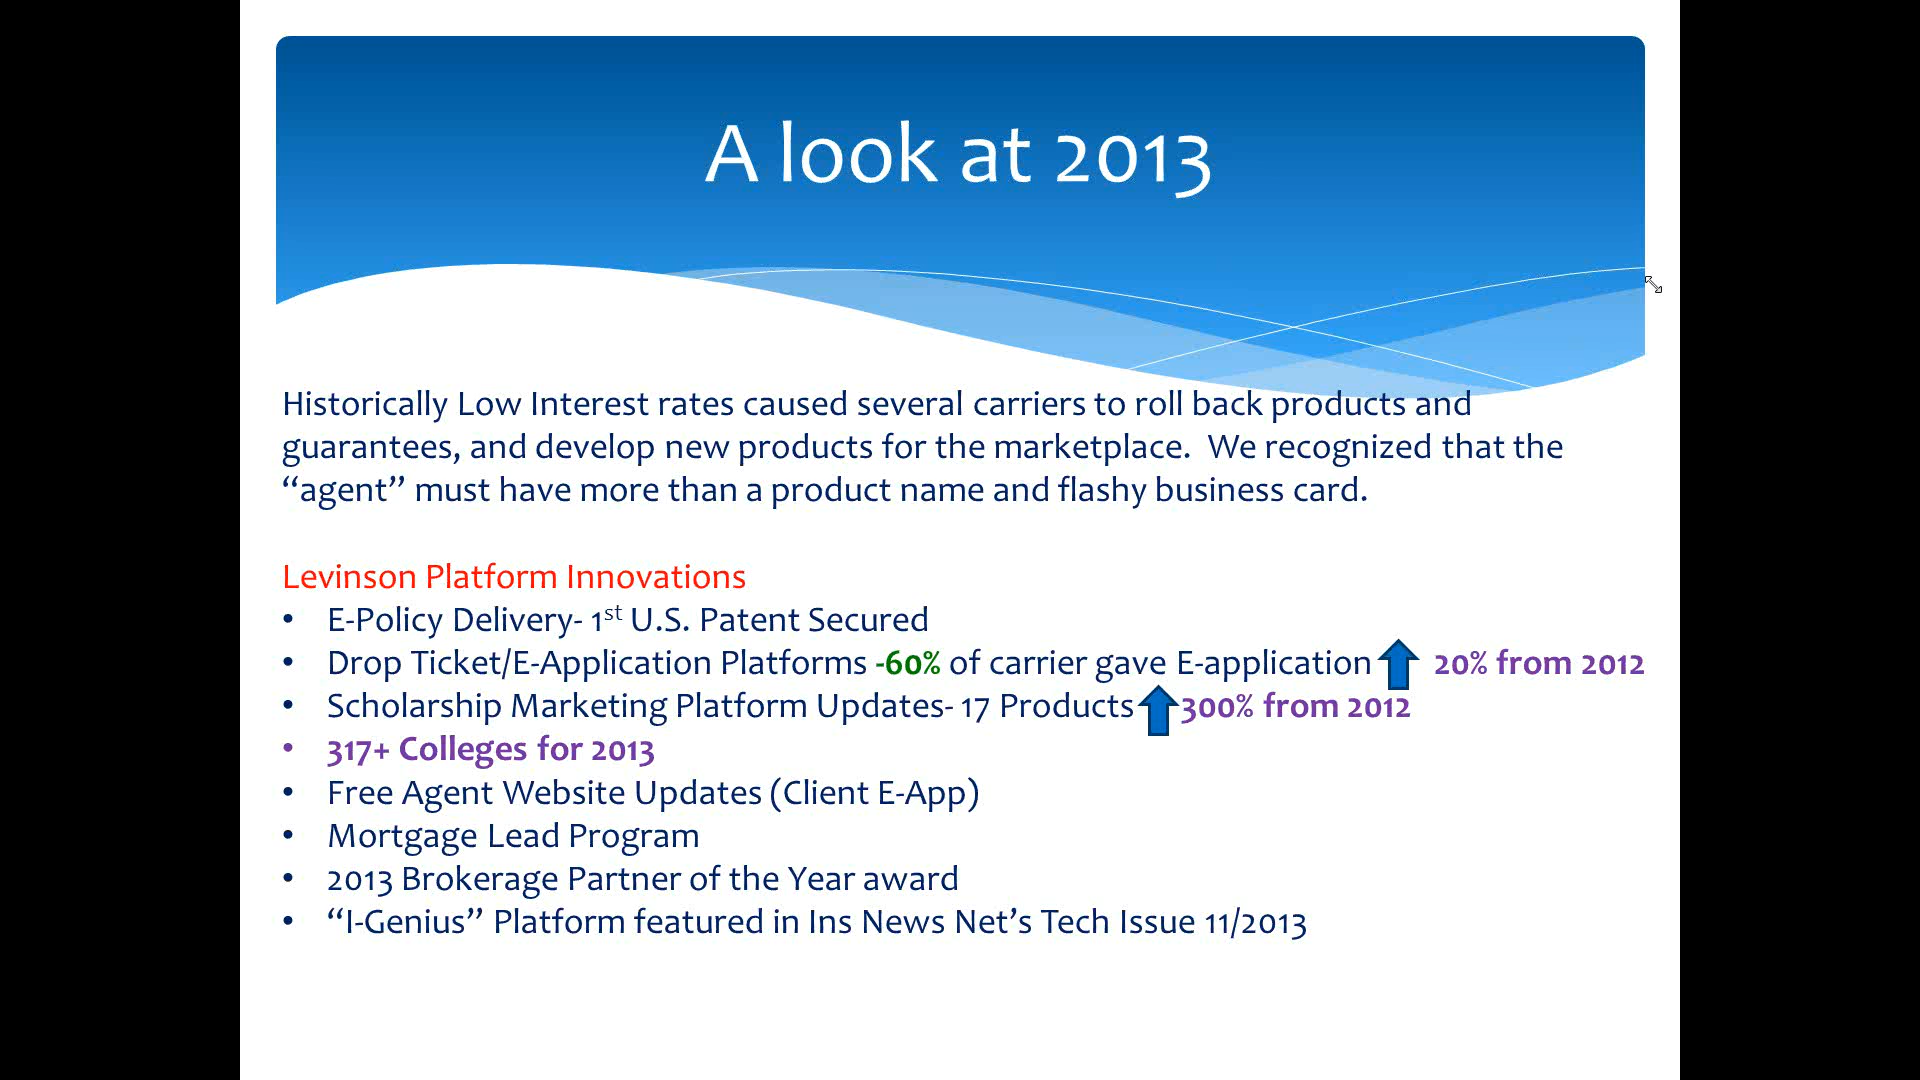 A look at 2013
Historically Low Interest rates caused several carriers to roll back products and
guarantees, and develop new products for the marketplace.  We recognized that the
“agent” must have more than a product name and flashy business card.
Levinson Platform Innovations
• E-Policy Delivery- 1st U.S. Patent Secured
• Drop Ticket/E-Application Platforms -60% of carrier gave E-application 20% from 2012
• Scholarship Marketing Platform Updates- 17 Products 300% from 2012
• 317+ Colleges for 2013
• Free Agent Website Updates (Client E-App)
• Mortgage Lead Program
• 2013 Brokerage Partner of the Year award
• “I-Genius” Platform featured in Ins News Net’s Tech Issue 11/2013